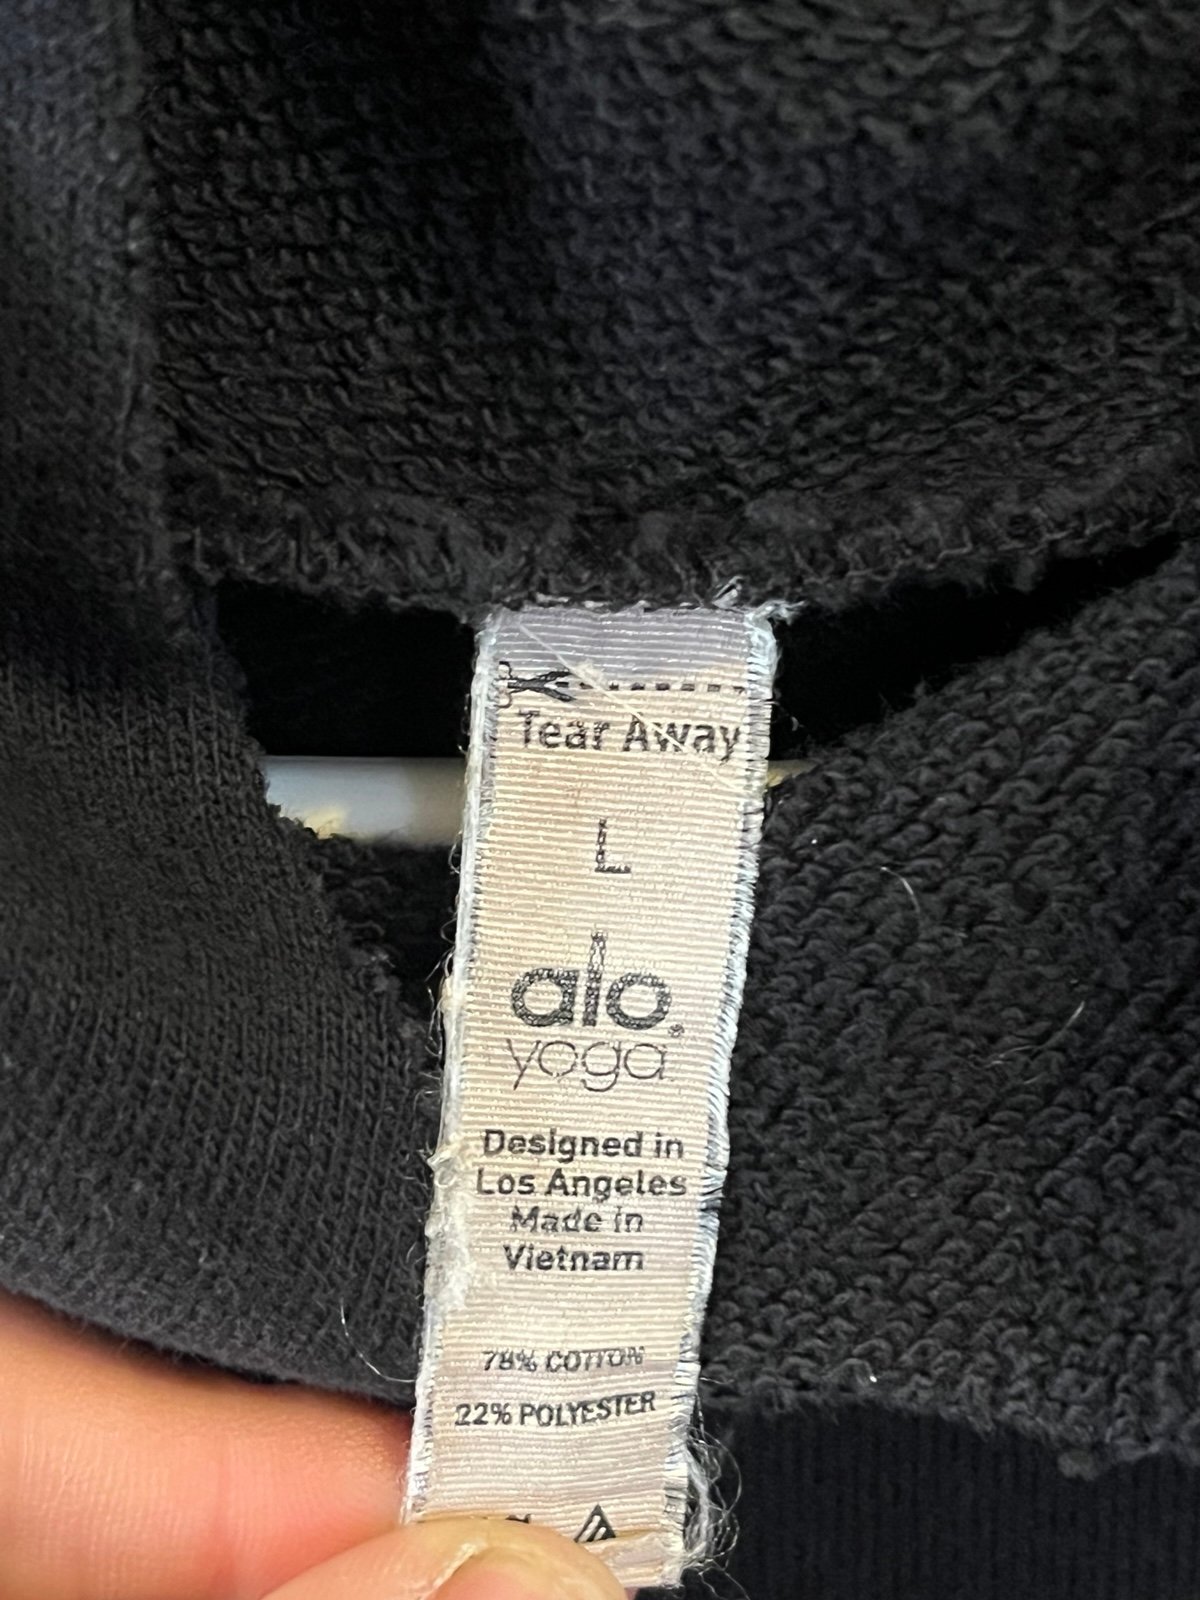 Tear Away
L
alo®
yoga
Designed in
Los Angeles
Made in
Vietnam
78% COTTON
22% POLYESTER